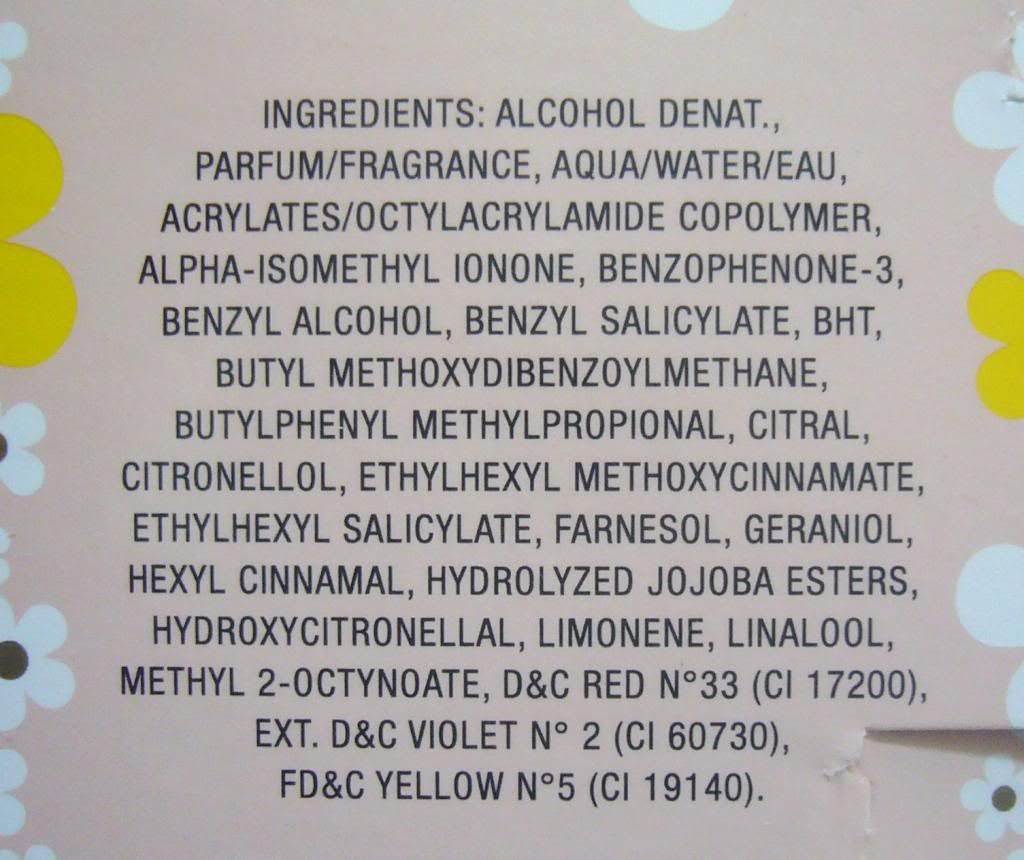 INGREDIENTS: ALCOHOL DENAT.,
PARFUM/FRAGRANCE, AQUA/WATER/EAU,
ACRYLATES/OCTYLACRYLAMIDE COPOLYMER,
ALPHA-ISOMETHYL IONONE, BENZOPHENONE-3,
BENZYL ALCOHOL, BENZYL SALICYLATE, BHT,
BUTYL METHOXYDIBENZOYLMETHANE,
BUTYLPHENYL METHYLPROPIONAL, CITRAL,
CITRONELLOL, ETHYLHEXYL METHOXYCINNAMATE,
ETHYLHEXYL SALICYLATE, FARNESOL, GERANIOL,
HEXYL CINNAMAL, HYDROLYZED JOJOBA ESTERS,
HYDROXYCITRONELLAL, LIMONENE, LINALOOL,
METHYL 2-OCTYNOATE, D&C RED N°33 (CI 17200),
EXT. D&C VIOLET N° 2 (CI 60730),
FD&C YELLOW N°5 (CI 19140).